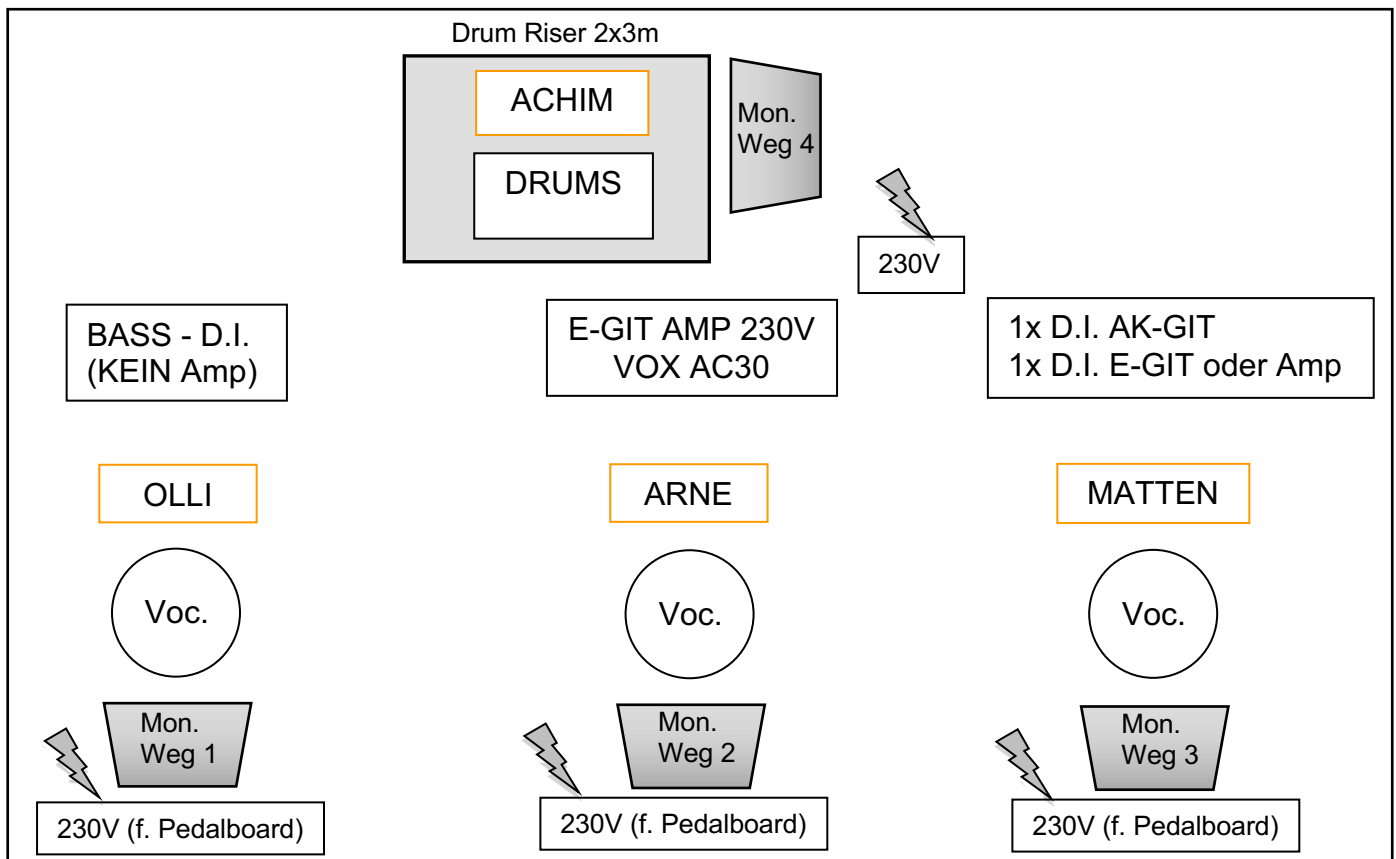 Drum Riser 2x3m
ACHIM
DRUMS
Mon.
Weg 4
230V
BASS - D.I.
(KEIN Amp)
E-GIT AMP 230V
VOX AC30
1x D.I. AK-GIT
1x D.I. E-GIT oder Amp
OLLI
ARNE
MATTEN
Voc.
Voc.
Voc.
Mon.
Weg 1
Mon.
Weg 2
Mon.
Weg 3
230V (f. Pedalboard)
230V (f. Pedalboard)
230V (f. Pedalboard)